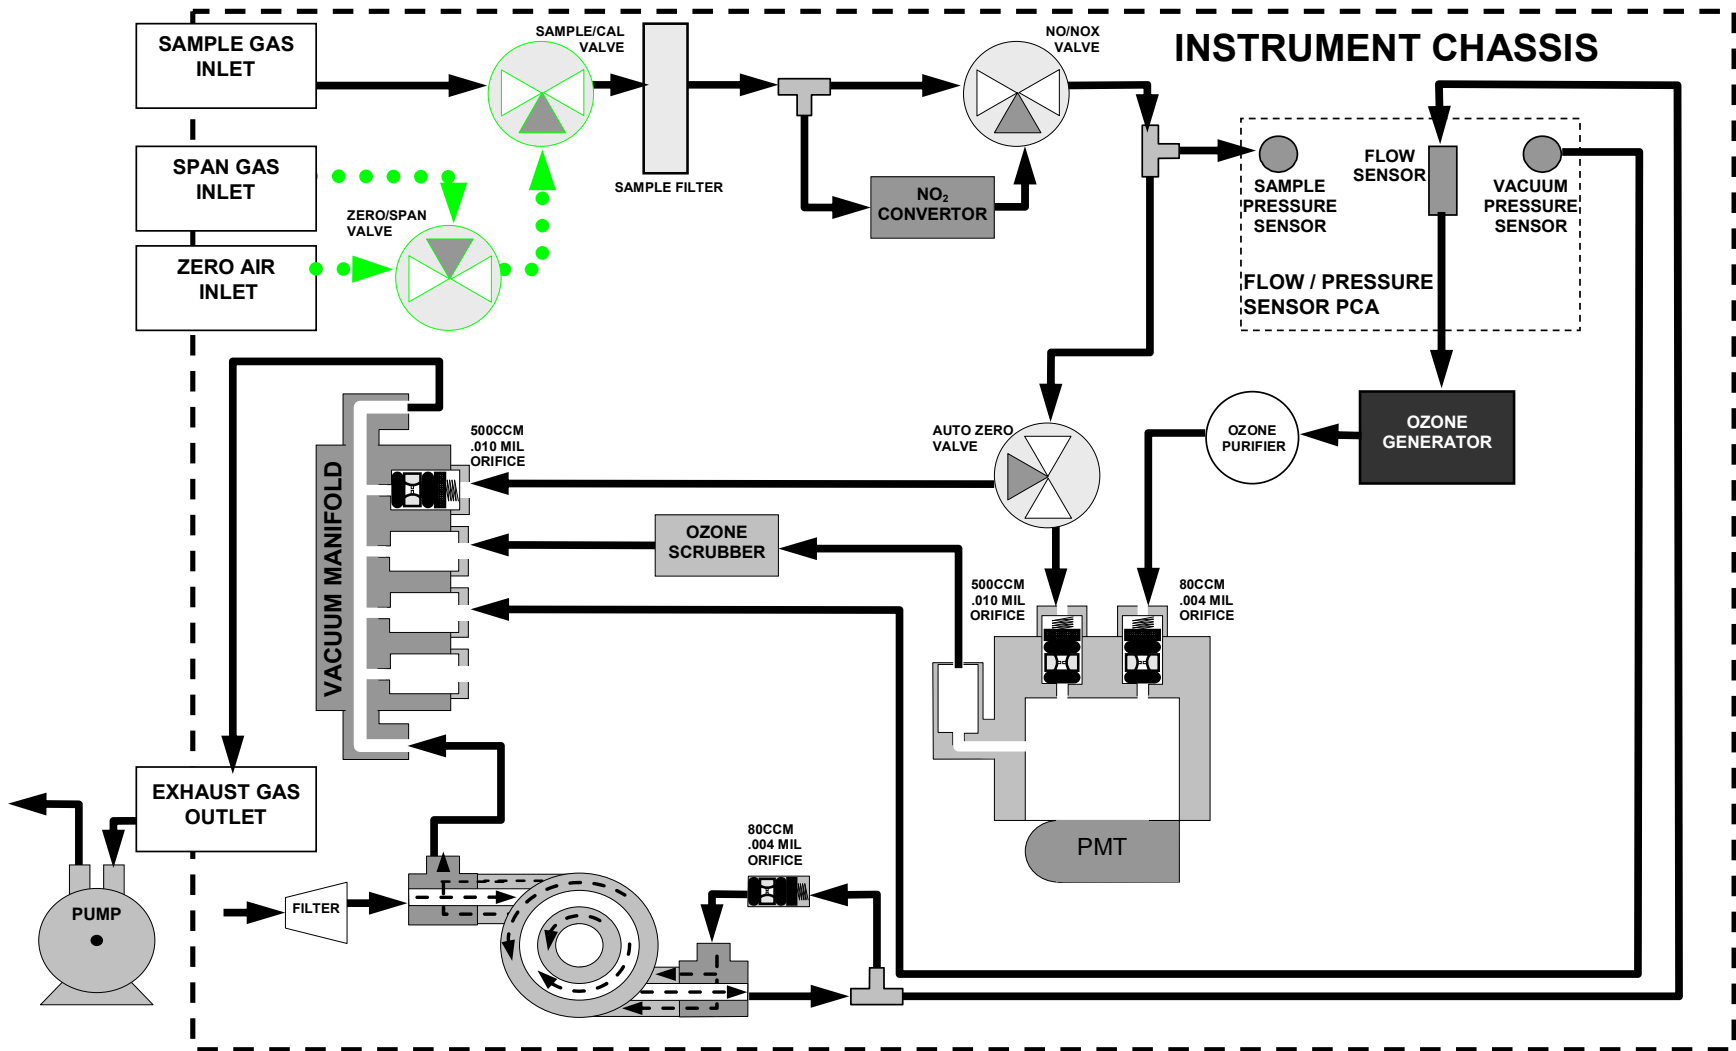 SAMPLE GAS
INLET
SAMPLE/CAL
VALVE
NO/NOX
VALVE
INSTRUMENT CHASSIS
SPAN GAS
INLET
ZERO/SPAN
VALVE
SAMPLE FILTER
NO₂
CONVERTOR
SAMPLE
PRESSURE
SENSOR
FLOW
SENSOR
VACUUM
PRESSURE
SENSOR
ZERO AIR
INLET
FLOW / PRESSURE
SENSOR PCA
500CCM
.010 MIL
ORIFICE
AUTO ZERO
VALVE
OZONE
PURIFIER
OZONE
GENERATOR
VACUUM MANIFOLD
OZONE
SCRUBBER
500CCM
.010 MIL
ORIFICE
80CCM
.004 MIL
ORIFICE
EXHAUST GAS
OUTLET
80CCM
.004 MIL
ORIFICE
PMT
PUMP
FILTER